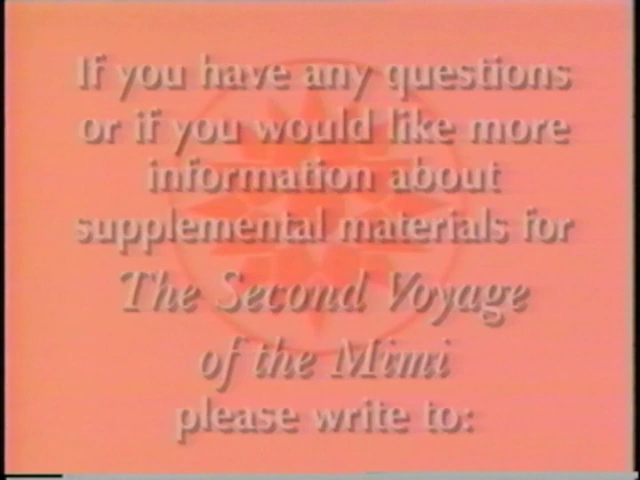 If you have any questions
or if you would like more
information about
supplemental materials for
The Second Voyage
of the Mimi
please write to: